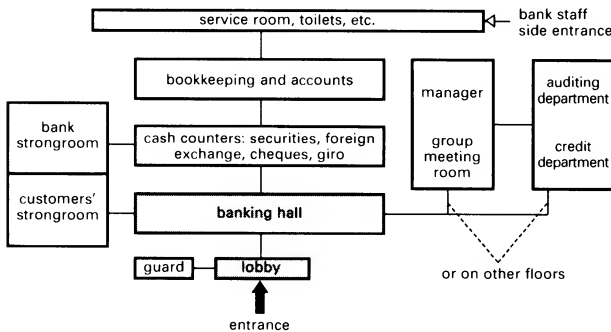 service room, toilets, etc.
bank staff
side entrance
bookkeeping and accounts
manager
group
meeting
room
auditing
department
credit
department
bank
strongroom
cash counters: securities, foreign
exchange, cheques, giro
customers'
strongroom
banking hall
guard
lobby
or on other floors
entrance